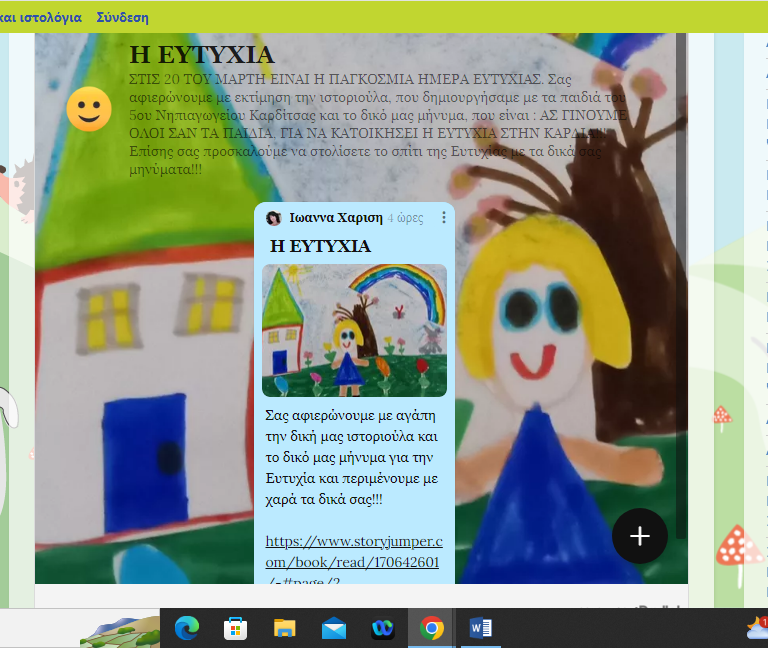 και ιστολόγια Σύνδεση
Η ΕΥΤΥΧΙΑ
ΣΤΙΣ 20 ΤΟΥ ΜΑΡΤΗ ΕΙΝΑΙ Η ΠΑΓΚΟΣΜΙΑ ΗΜΕΡΑ ΕΥΤΥΧΙΑΣ. Σας
αφιερώνουμε με εκτίμηση την ιστοριούλα, που δημιουργήσαμε με τα παιδιά του
5ου Νηπιαγωγείου Καρδίτσας και το δικό μας μήνυμα, που είναι : ΑΣ ΓΙΝΟΥΜΕ
ΟΛΟΙ ΣΑΝ ΤΑ ΠΑΙΔΙΑ, ΓΙΑ ΝΑ ΚΑΤΟΙΚΗΣΕΙ Η ΕΥΤΥΧΙΑ ΣΤΗΝ ΚΑΡΔΙΑ!!!
Επίσης σας προσκαλούμε να στολίσετε το σπίτι της Ευτυχίας με τα δικά σας
μηνύματα!!!
Ιωαννα Χαριση 4 ώρες
Η ΕΥΤΥΧΙΑ
Σας αφιερώνουμε με αγάπη
την δική μας ιστοριούλα και
το δικό μας μήνυμα για την
Ευτυχία και περιμένουμε με
χαρά τα δικά σας!!!
https://www.storyjumper.c
om/book/read/170642601
/-#page/2